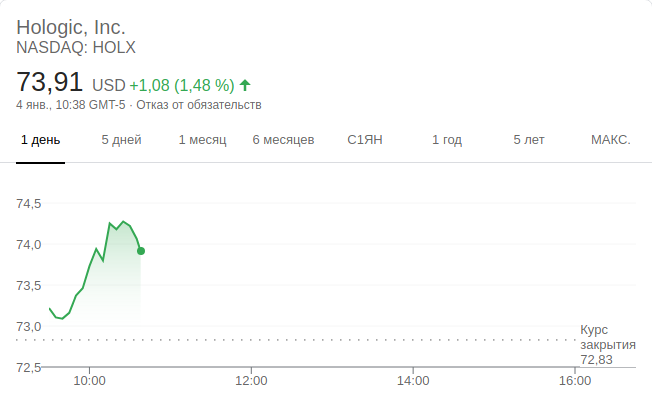 Hologic, Inc.
NASDAQ: HOLX
73,91 USD +1,08 (1,48 %)
4 янв., 10:38 GMT-5 · Отказ от обязательств
1 день 5 дней 1 месяц 6 месяцев С1ЯН 1 год 5 лет МАКС.
74,5
74,0
73,5
73,0
Курс
закрытия
72,83
72,5
10:00 12:00 14:00 16:00